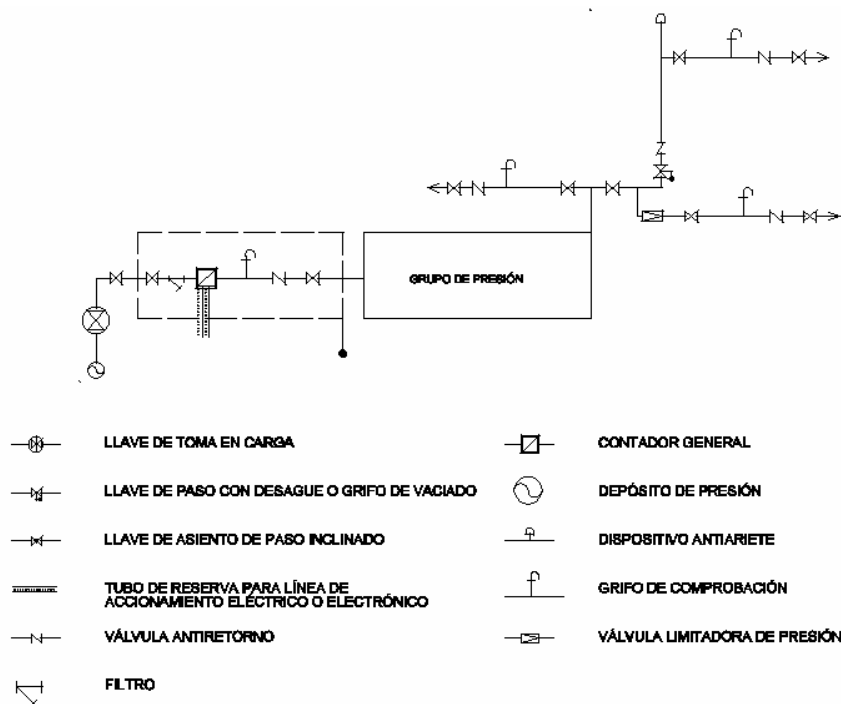 GRUPO DE PRESIÓN
LLAVE DE TOMA EN CARGA
CONTADOR GENERAL
LLAVE DE PASO CON DESAGUE O GRIFO DE VACIADO
DEPÓSITO DE PRESIÓN
LLAVE DE ASIENTO DE PASO INCLINADO
DISPOSITIVO ANTIARIETE
TUBO DE RESERVA PARA LÍNEA DE
ACCIONAMIENTO ELÉCTRICO O ELECTRÓNICO
GRIFO DE COMPROBACIÓN
VÁLVULA ANTIRETORNO
VÁLVULA LIMITADORA DE PRESIÓN
FILTRO